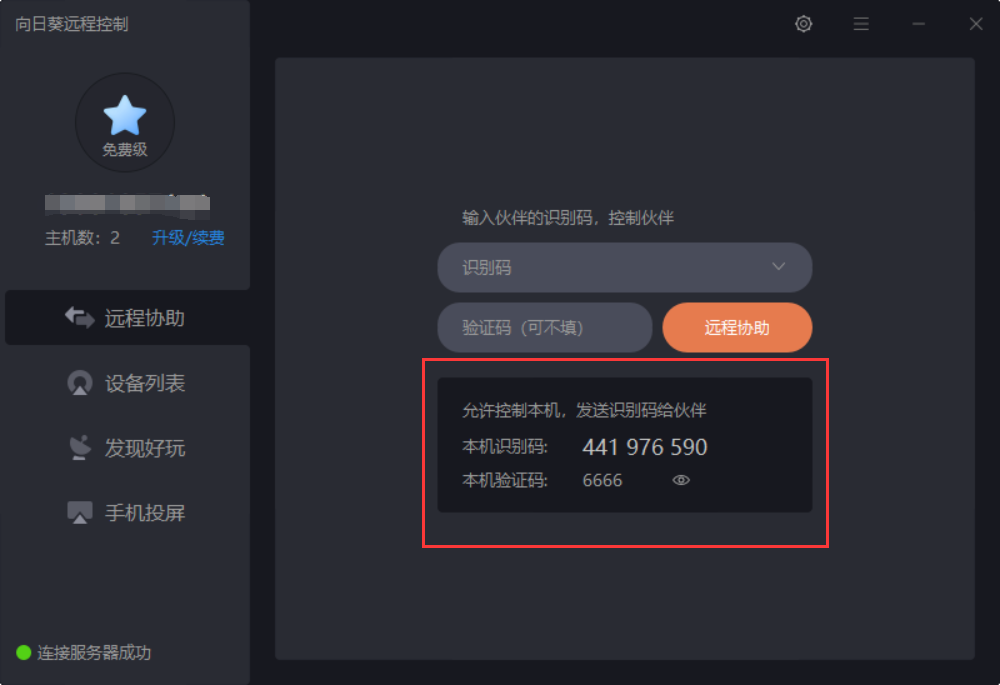 向日葵远程控制
免费级
主机数：2 升级/续费
远程协助
设备列表
发现好玩
手机投屏
连接服务器成功
输入伙伴的识别码，控制伙伴
识别码
验证码（可不填） 远程协助
允许控制本机，发送识别码给伙伴
本机识别码: 441 976 590
本机验证码: 6666